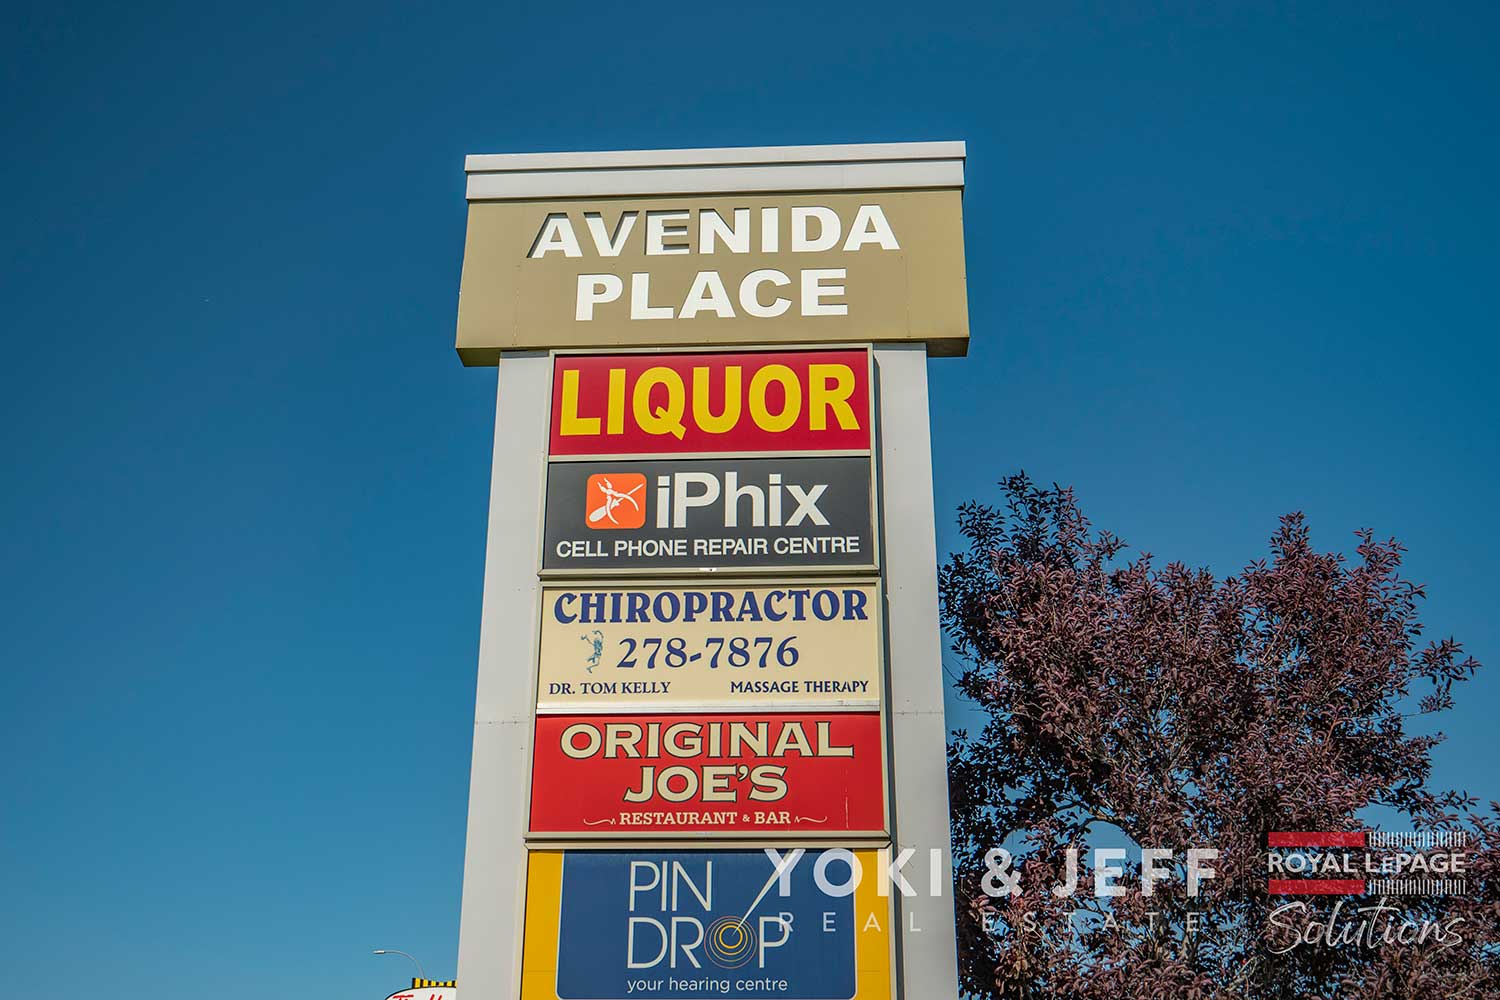 AVENIDA
PLACE
LIQUOR
iPhix
CELL PHONE REPAIR CENTRE
CHIROPRACTOR
278-7876
DR. TOM KELLY MASSAGE THERAPY
ORIGINAL
JOE'S
RESTAURANT & BAR
PIN
DROP
your hearing centre
YOKI & JEFF
REAL ESTATE
ROYAL LEPAGE
Solutions